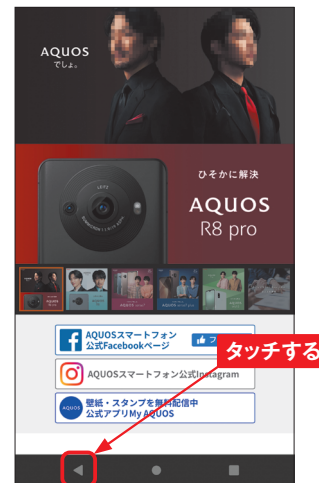 AQUOS
でしょ。
ひそかに解決
AQUOS
R8 pro
AQUOSスマートフォン
公式Facebookページ
フ
タッチする
AQUOSスマートフォン公式Instagram
AQUOS
壁紙・スタンプを無料配信中
公式アプリMy AQUOS